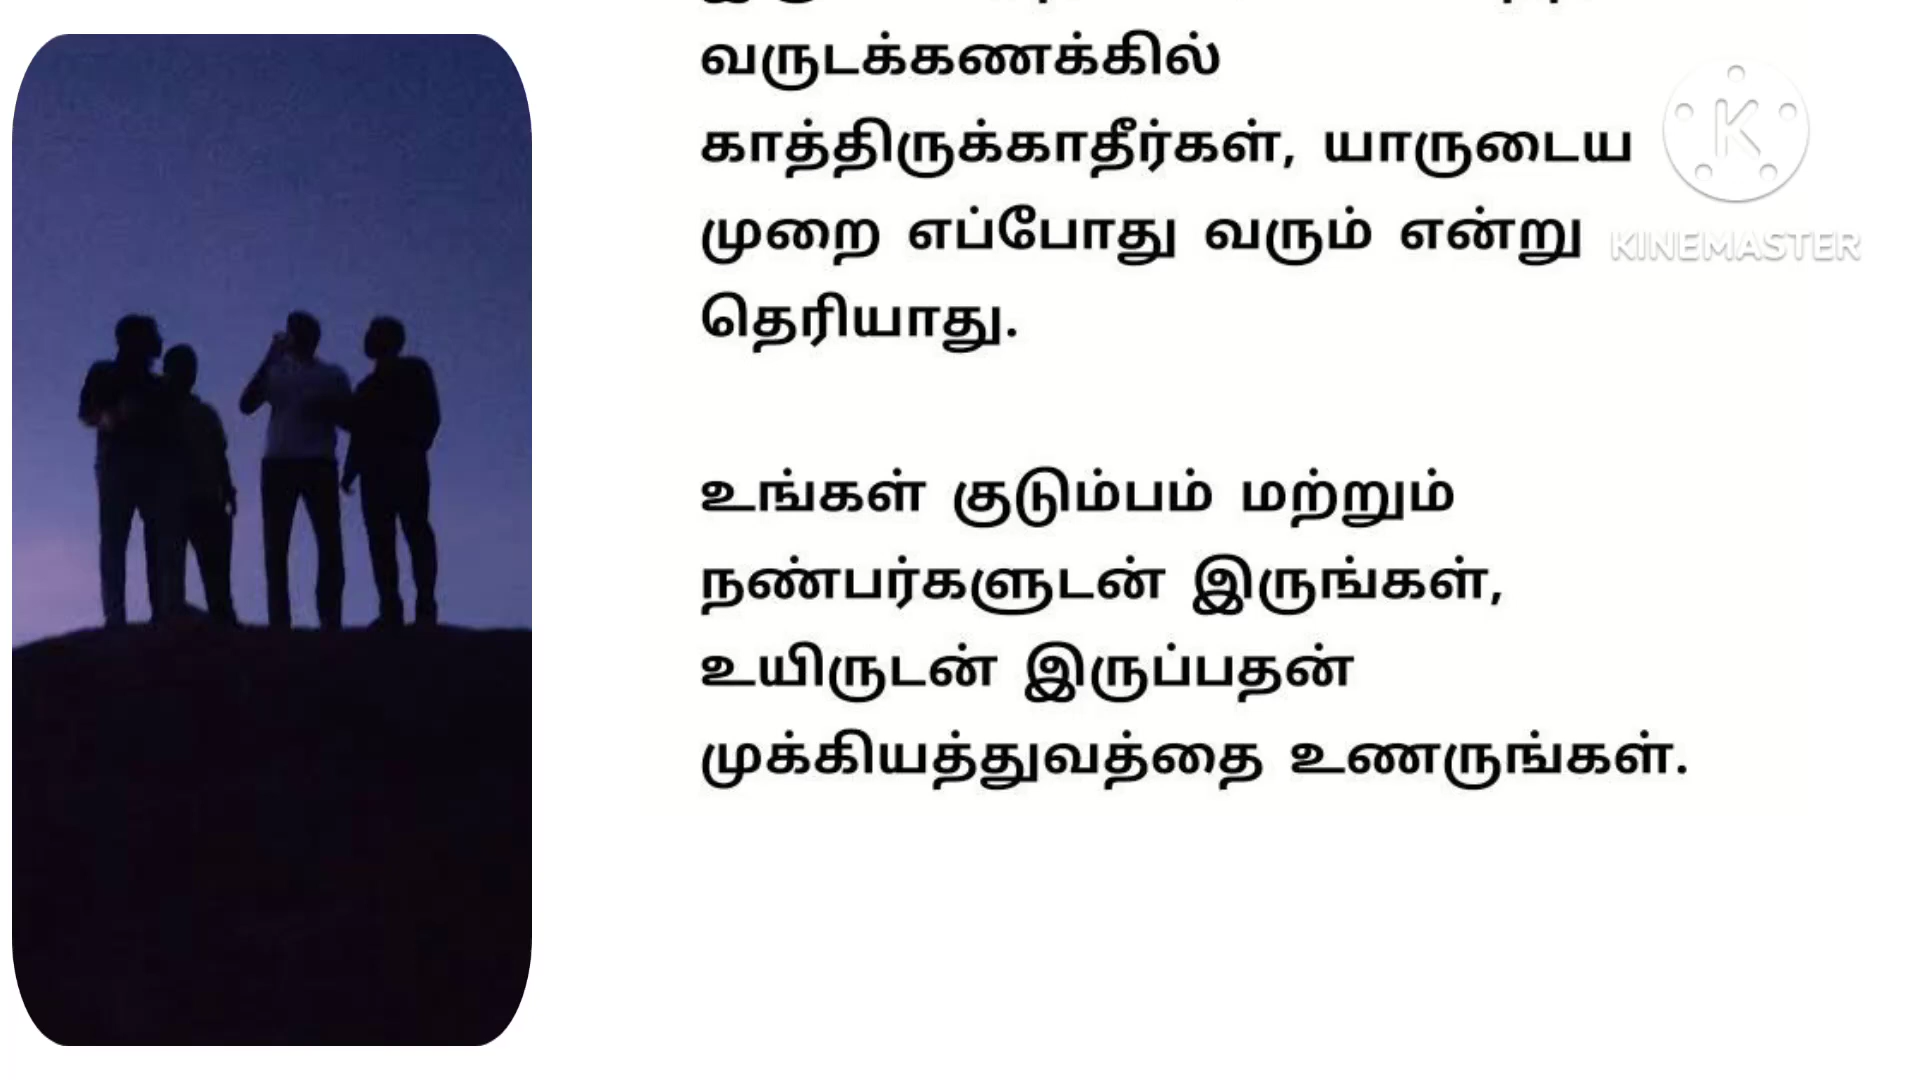 வருடக்கணக்கில்
காத்திருக்காதீர்கள், யாருடைய
முறை எப்போது வரும் என்று
தெரியாது.
உங்கள் குடும்பம் மற்றும்
நண்பர்களுடன் இருங்கள்,
உயிருடன் இருப்பதன்
முக்கியத்துவத்தை உணருங்கள்.
K
KINEMASTER